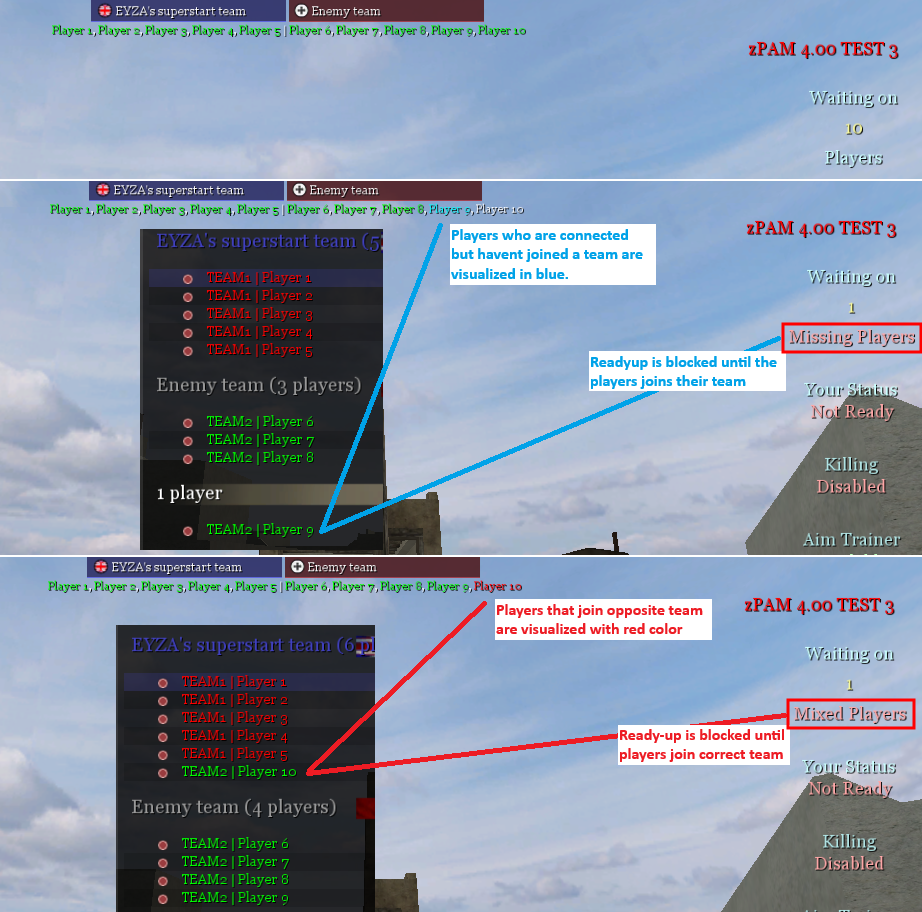 EYZA's superstart team Enemy team
Player 1, Player 2, Player 3, Player 4, Player 5 | Player 6, Player 7, Player 8, Player 9, Player 10
zPAM 4.00 TEST 3
Waiting on
10
Players
EYZA's superstart team Enemy team
Player 1, Player 2, Player 3, Player 4, Player 5 | Player 6, Player 7, Player 8, Player 9, Player 10
zPAM 4.00 TEST 3
Players who are connected
but havent joined a team are
visualized in blue.
EYZA's superstart team (5
TEAM1 | Player 1
TEAM1 | Player 2
TEAM1 | Player 3
TEAM1 | Player 4
TEAM1 | Player 5
Enemy team (3 players)
TEAM2 | Player 6
TEAM2 | Player 7
TEAM2 | Player 8
1 player
TEAM2 | Player 9
Waiting on
1
Missing Players
Readyup is blocked until the
players joins their team
Your Status
Not Ready
Killing
Disabled
Aim Trainer
EYZA's superstart team Enemy team
Player 1, Player 2, Player 3, Player 4, Player 5 | Player 6, Player 7, Player 8, Player 9, Player 10
zPAM 4.00 TEST 3
Players that join opposite team
are visualized with red color
EYZA's superstart team (6 pl
TEAM1 | Player 1
TEAM1 | Player 2
TEAM1 | Player 3
TEAM1 | Player 4
TEAM1 | Player 5
TEAM2 | Player 10
Enemy team (4 players)
TEAM2 | Player 6
TEAM2 | Player 7
TEAM2 | Player 8
TEAM2 | Player 9
Waiting on
1
Mixed Players
Ready-up is blocked until
players join correct team
Your Status
Not Ready
Killing
Disabled